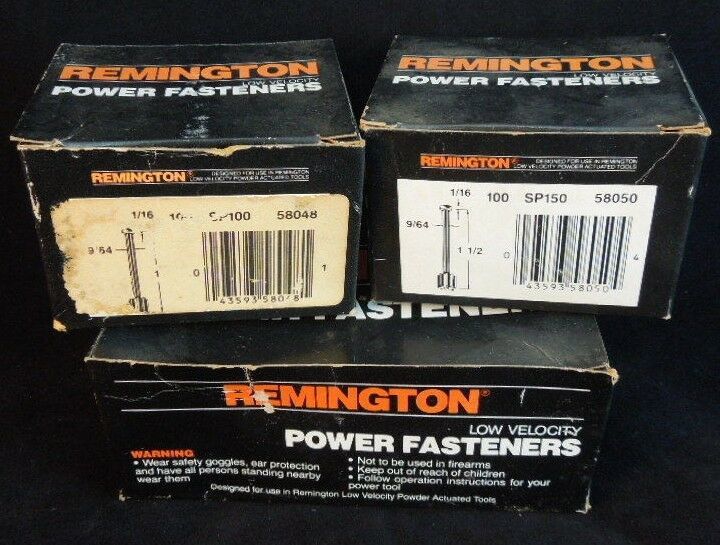 REMINGTON
LOW VELOCITY
POWER FASTENERS
REMINGTON®
DESIGNED FOR USE IN REMINGTON
LOW VELOCITY POWDER ACTUATED TOOLS
1/16 SP100 58048
9/64
1
0 43593 58048 1
REMINGTON
LOW VELOCITY
POWER FASTENERS
REMINGTON®
DESIGNED FOR USE IN REMINGTON
LOW VELOCITY POWDER ACTUATED TOOLS
1/16 100 SP150 58050
9/64
1 1/2
0 43593 58050 4
FASTENERS
REMINGTON®
LOW VELOCITY
POWER FASTENERS
WARNING
• Wear safety goggles, ear protection
and have all persons standing nearby
wear them
• Not to be used in firearms
• Keep out of reach of children
• Follow operation instructions for your
power tool
Designed for use in Remington Low Velocity Powder Actuated Tools